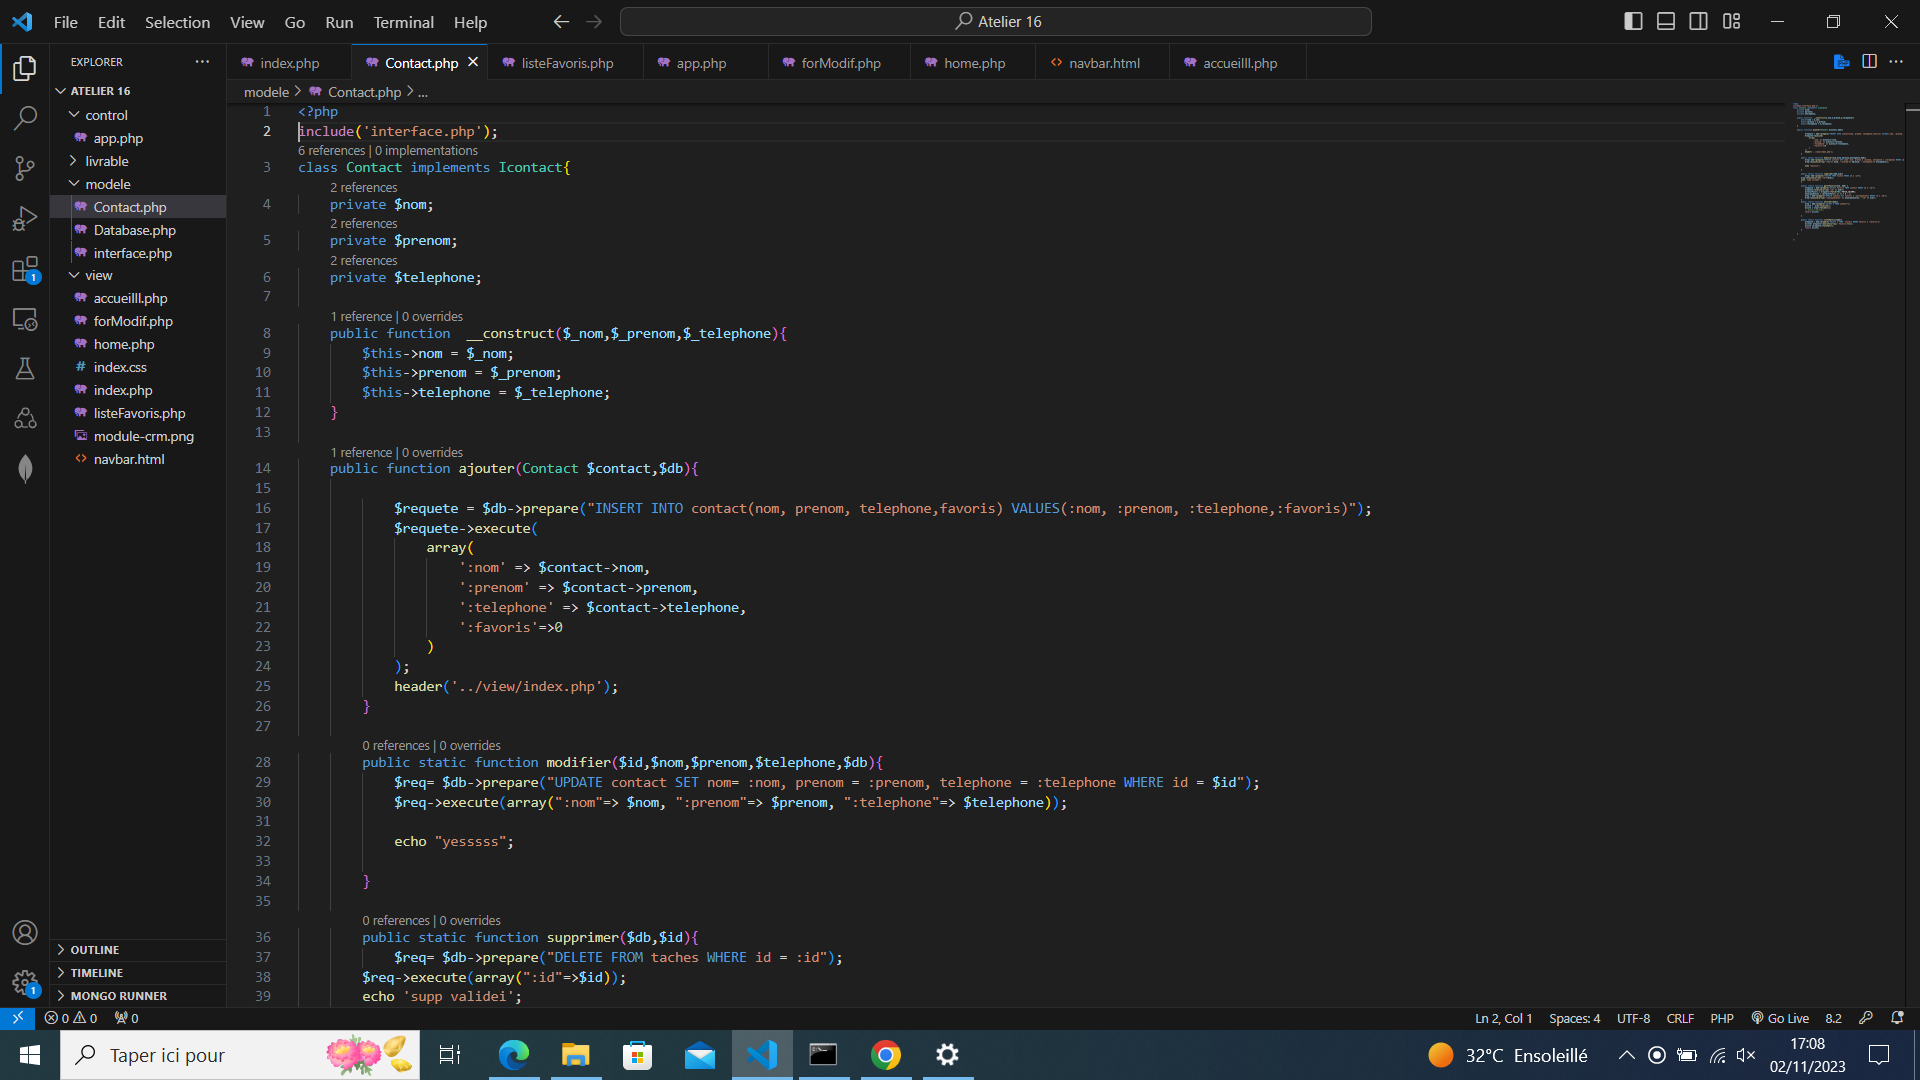 File Edit Selection View Go Run Terminal Help
Atelier 16
EXPLORER
index.php
Contact.php
listeFavoris.php
app.php
forModif.php
home.php
navbar.html
accueilll.php
modele > Contact.php > ...
ATELIER 16
control
app.php
livrable
modele
Contact.php
Database.php
interface.php
view
accueilll.php
forModif.php
home.php
index.css
index.php
listeFavoris.php
module-crm.png
navbar.html
OUTLINE
TIMELINE
MONGO RUNNER
1 <?php
2 include('interface.php');
6 references | 0 implementations
3 class Contact implements Icontact{
2 references
4 private $nom;
2 references
5 private $prenom;
2 references
6 private $telephone;
7
1 reference | 0 overrides
8 public function  __construct($_nom,$_prenom,$_telephone){
9 $this->nom = $_nom;
10 $this->prenom = $_prenom;
11 $this->telephone = $_telephone;
12 }
13
1 reference | 0 overrides
14 public function ajouter(Contact $contact,$db){
15
16 $requete = $db->prepare("INSERT INTO contact(nom, prenom, telephone,favoris) VALUES(:nom, :prenom, :telephone,:favoris)");
17 $requete->execute(
18 array(
19 ':nom' => $contact->nom,
20 ':prenom' => $contact->prenom,
21 ':telephone' => $contact->telephone,
22 ':favoris'=>0
23 )
24 );
25 header('../view/index.php');
26 }
27
0 references | 0 overrides
28 public static function modifier($id,$nom,$prenom,$telephone,$db){
29 $req= $db->prepare("UPDATE contact SET nom= :nom, prenom = :prenom, telephone = :telephone WHERE id = $id");
30 $req->execute(array(":nom"=> $nom, ":prenom"=> $prenom, ":telephone"=> $telephone));
31
32 echo "yesssss";
33
34 }
35
0 references | 0 overrides
36 public static function supprimer($db,$id){
37 $req= $db->prepare("DELETE FROM taches WHERE id = :id");
38 $req->execute(array(":id"=>$id));
39 echo 'supp validei';
1
1
0 0 0
Ln 2, Col 1 Spaces: 4 UTF-8 CRLF PHP Go Live 8.2
Taper ici pour
32°C Ensoleillé
17:08
02/11/2023